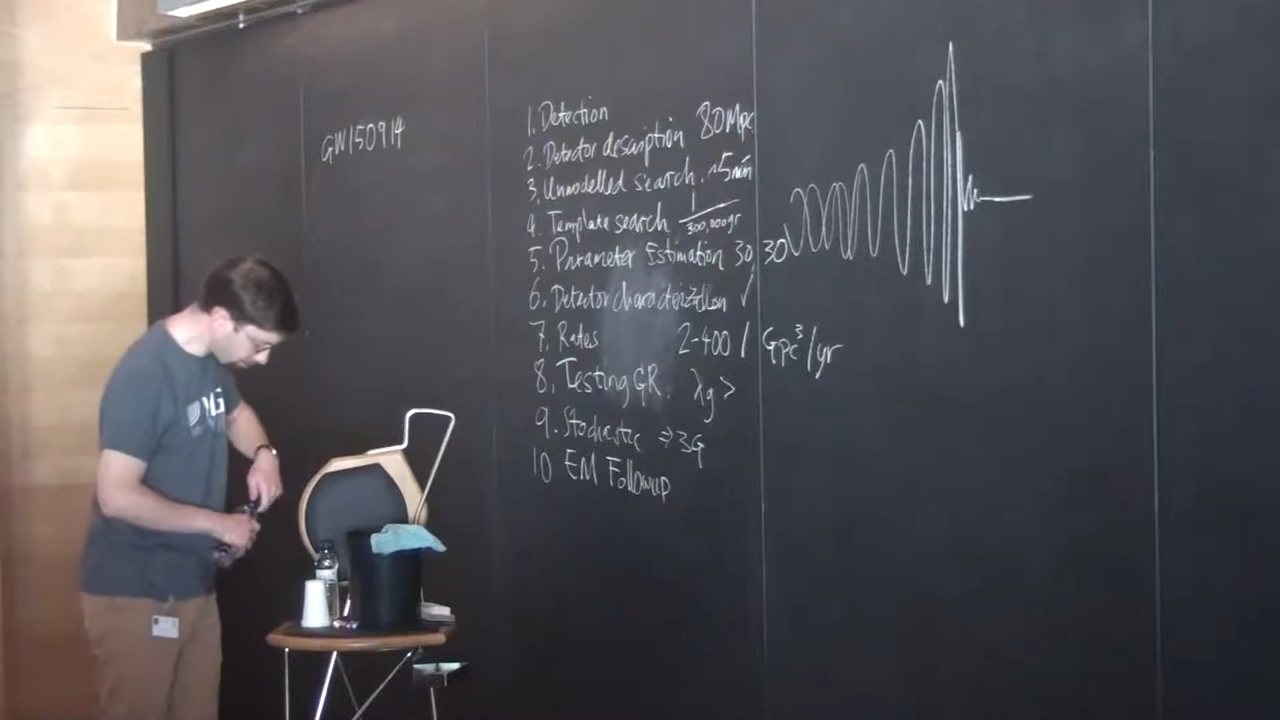 GW150914
1. Detection
2. Detector description 80Mpc
3. Unmodelled search. ~5min
4. Template search 1/300,000yr
5. Parameter Estimation 30, 30
6. Detector characterization ✓
7. Rates 2-400 / Gpc³/yr
8. Testing GR. λg >
9. Stochastic ⇒ 3G
10 EM Followup